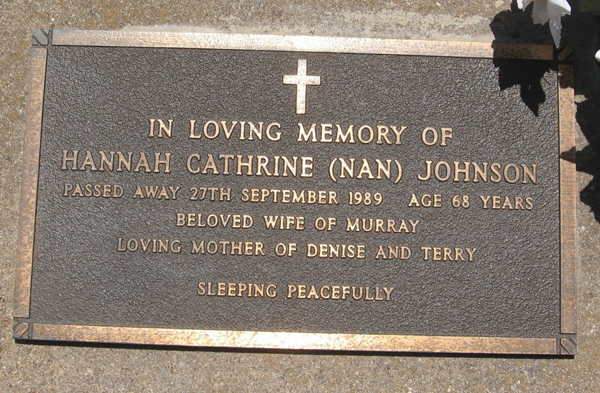 IN LOVING MEMORY OF
HANNAH CATHRINE (NAN) JOHNSON
PASSED AWAY 27TH SEPTEMBER 1989 AGE 68 YEARS
BELOVED WIFE OF MURRAY
LOVING MOTHER OF DENISE AND TERRY
SLEEPING PEACEFULLY